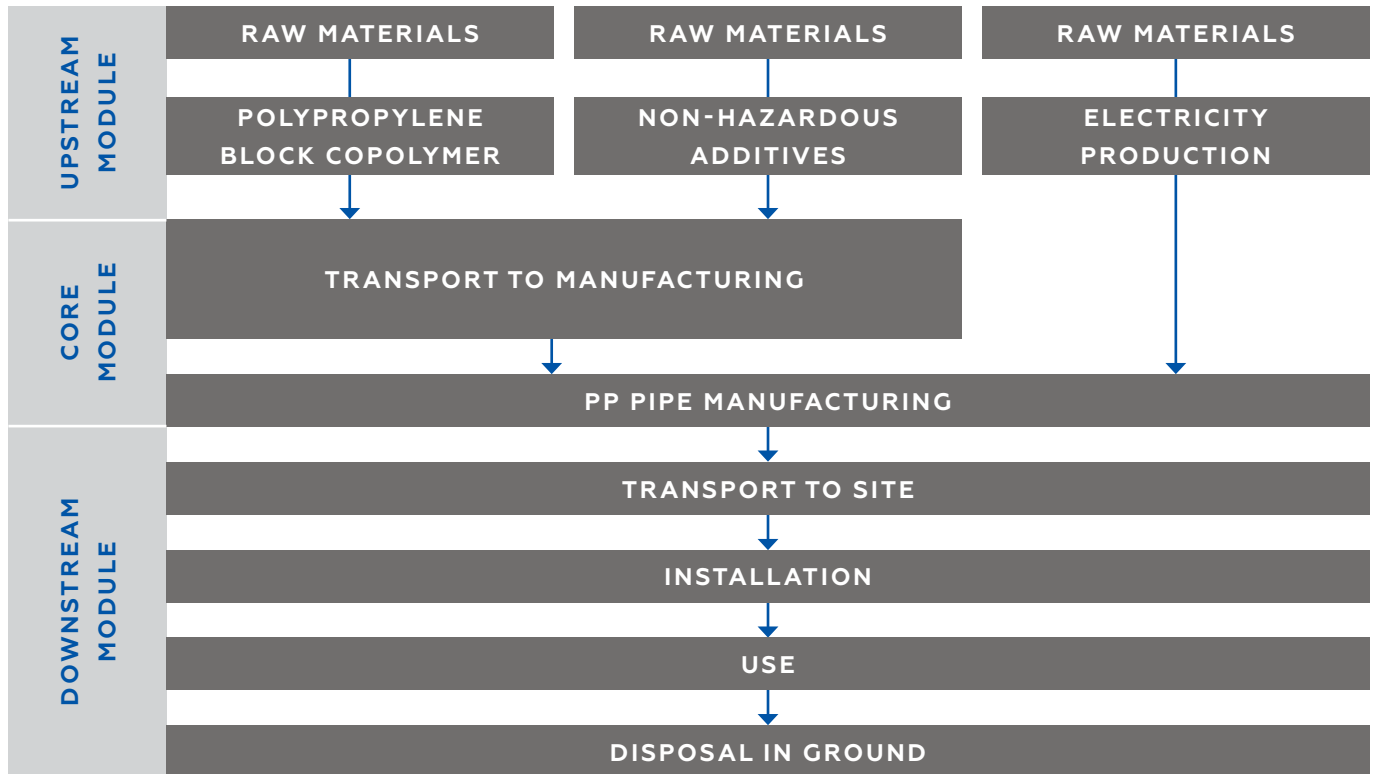 UPSTREAM
MODULE
RAW MATERIALS
RAW MATERIALS
RAW MATERIALS
POLYPROPYLENE
BLOCK COPOLYMER
NON-HAZARDOUS
ADDITIVES
ELECTRICITY
PRODUCTION
CORE
MODULE
TRANSPORT TO MANUFACTURING
PP PIPE MANUFACTURING
DOWNSTREAM
MODULE
TRANSPORT TO SITE
INSTALLATION
USE
DISPOSAL IN GROUND